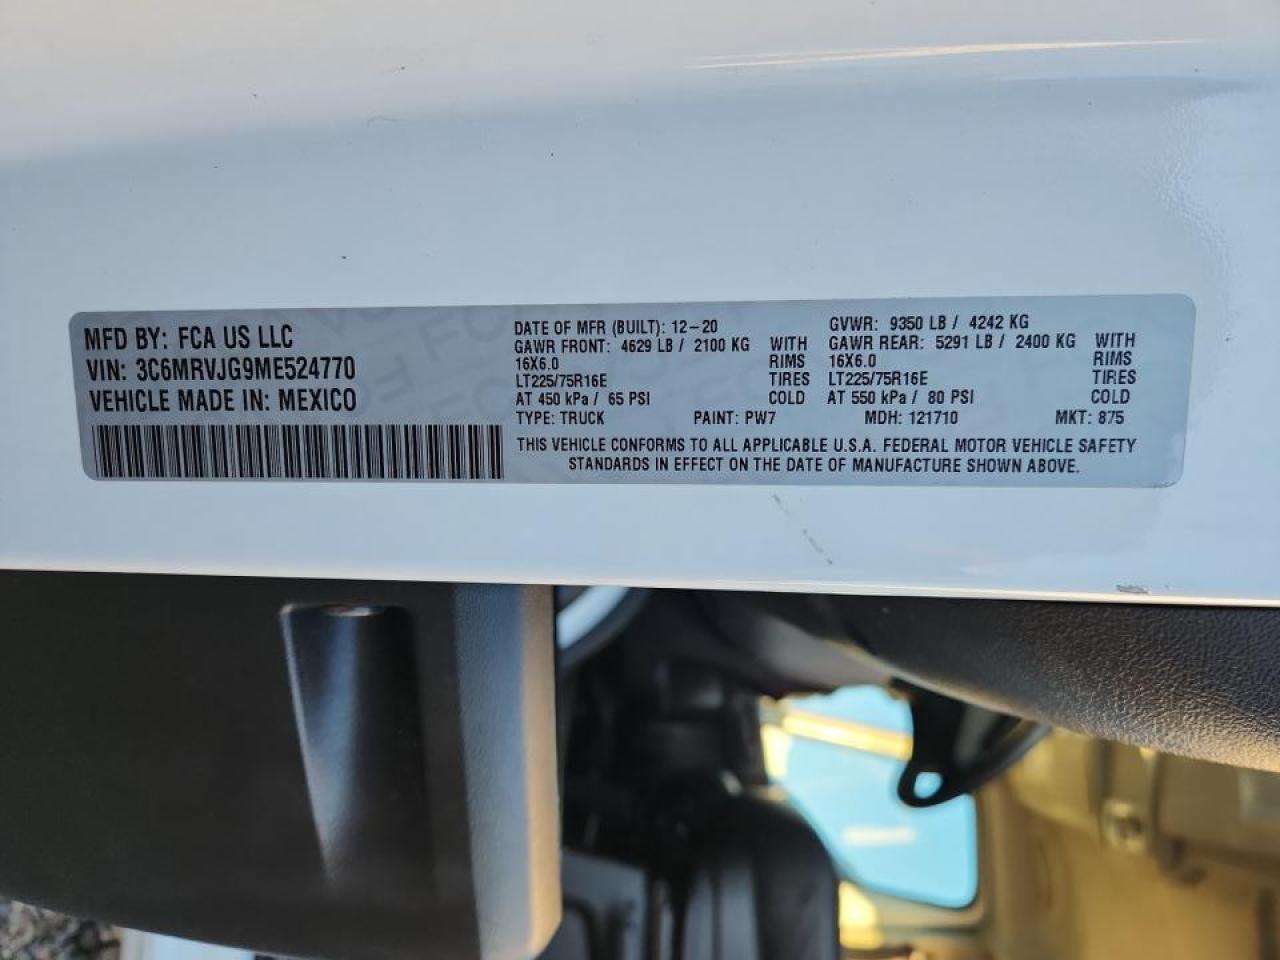 MFD BY: FCA US LLC
VIN: 3C6MRVJG9ME524770
VEHICLE MADE IN: MEXICO
DATE OF MFR (BUILT): 12-20
GAWR FRONT: 4629 LB / 2100 KG WITH
16X6.0 RIMS
LT225/75R16E TIRES
AT 450 kPa / 65 PSI COLD
GVWR: 9350 LB / 4242 KG
GAWR REAR: 5291 LB / 2400 KG WITH
16X6.0 RIMS
LT225/75R16E TIRES
AT 550 kPa / 80 PSI COLD
TYPE: TRUCK PAINT: PW7 MDH: 121710 MKT: 875
THIS VEHICLE CONFORMS TO ALL APPLICABLE U.S.A. FEDERAL MOTOR VEHICLE SAFETY
STANDARDS IN EFFECT ON THE DATE OF MANUFACTURE SHOWN ABOVE.